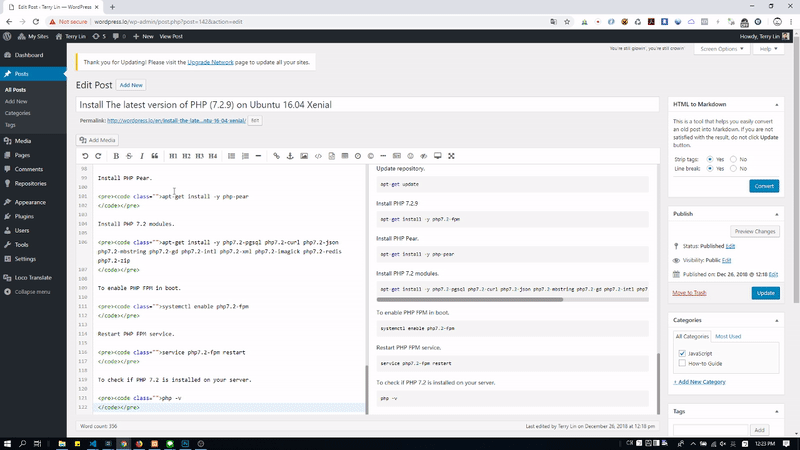 Edit Post ‹ Terry Lin — WordPress
Not secure | wordpress.io/wp-admin/post.php?post=142&action=edit
My Sites Terry Lin 5 0 New View Post Howdy, Terry Lin
Screen Options Help
Thank you for Updating! Please visit the Upgrade Network page to update all your sites.
Dashboard
Posts
All Posts
Add New
Categories
Tags
Media
Pages
Comments
Repositories
Appearance
Plugins
Users
Tools
Settings
Loco Translate
Collapse menu
Edit Post Add New
Install The latest version of PHP (7.2.9) on Ubuntu 16.04 Xenial
Permalink: http://wordpress.io/en/install-the-late…ntu-16-04-xenial/ Edit
Add Media
H1 H2 H3 H4
98
99 Install PHP Pear.
100
101 <pre><code class="">apt-get install -y php-pear
102 </code></pre>
103
104 Install PHP 7.2 modules.
105
106 <pre><code class="">apt-get install -y php7.2-pgsql php7.2-curl php7.2-json
php7.2-mbstring php7.2-gd php7.2-intl php7.2-xml php7.2-imagick php7.2-redis
php7.2-zip
107 </code></pre>
108
109 To enable PHP FPM in boot.
110
111 <pre><code class="">systemctl enable php7.2-fpm
112 </code></pre>
113
114 Restart PHP FPM service.
115
116 <pre><code class="">service php7.2-fpm restart
117 </code></pre>
118
119 To check if PHP 7.2 is installed on your server.
120
121 <pre><code class="">php -v
122 </code></pre>
Update repository.
apt-get update
Install PHP 7.2.9
apt-get install -y php7.2-fpm
Install PHP Pear.
apt-get install -y php-pear
Install PHP 7.2 modules.
apt-get install -y php7.2-pgsql php7.2-curl php7.2-json php7.2-mbstring php7.2-gd php7.2-intl php7
To enable PHP FPM in boot.
systemctl enable php7.2-fpm
Restart PHP FPM service.
service php7.2-fpm restart
To check if PHP 7.2 is installed on your server.
php -v
Word count: 356
Last edited by Terry Lin on December 26, 2018 at 12:18 pm
HTML to Markdown
This is a tool that helps you easily convert
an old post into Markdown. If you are not
satisfied with the result, do not click Update
button.
Strip tags: Yes No
Line break: Yes No
Convert
Publish
Preview Changes
Status: Published Edit
Visibility: Public Edit
Published on: Dec 26, 2018 @ 12:18 Edit
Move to Trash Update
Categories
All Categories Most Used
JavaScript
How-to Guide
+ Add New Category
Tags
Add
12:23 PM